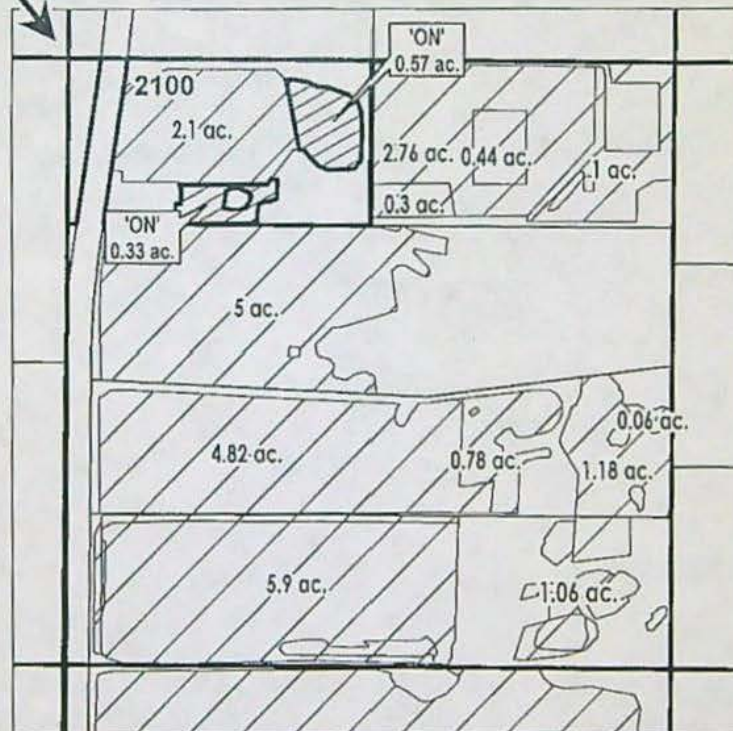 'ON'
0.57 ac.
2100
2.1 ac.
2.76 ac.
0.44 ac.
.1 ac.
0.3 ac.
'ON'
0.33 ac.
5 ac.
4.82 ac.
0.78 ac.
0.06 ac.
1.18 ac.
5.9 ac.
1.06 ac.